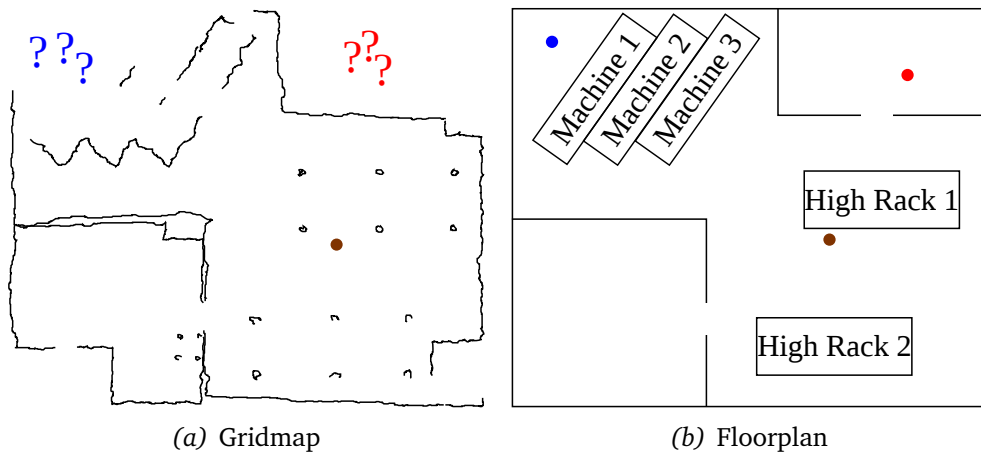 ? ? ?
? ? ?
Machine 1
Machine 2
Machine 3
High Rack 1
High Rack 2
(a) Gridmap
(b) Floorplan